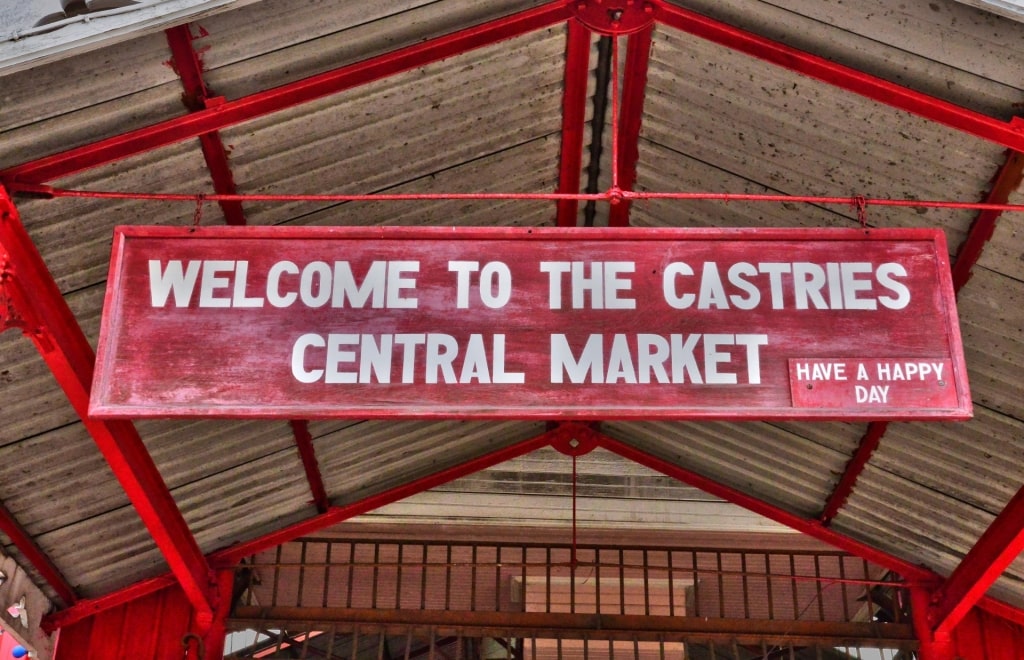 WELCOME TO THE CASTRIES
CENTRAL MARKET
HAVE A HAPPY
DAY